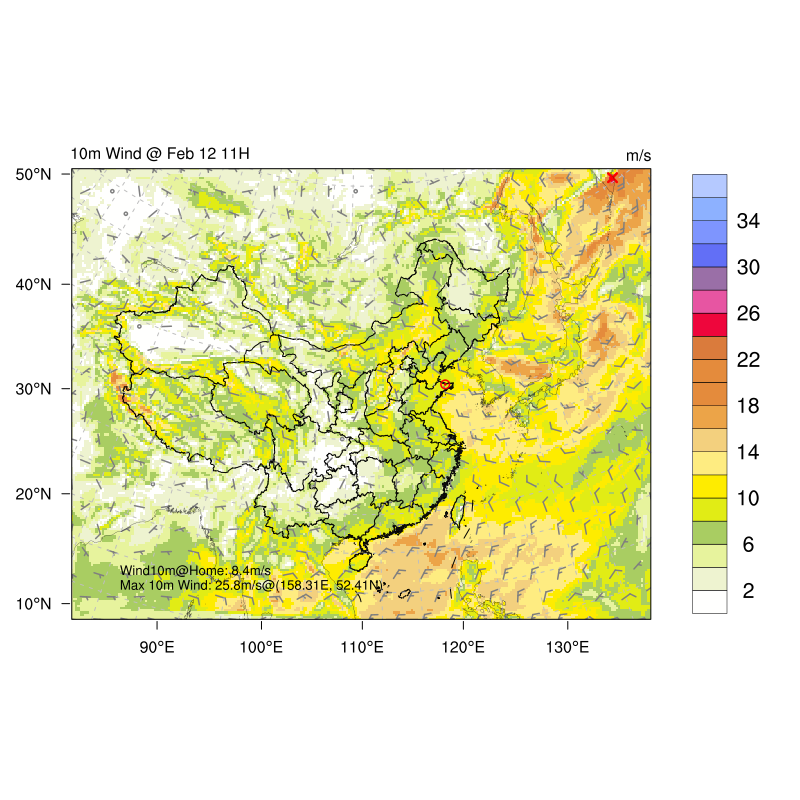 10m Wind @ Feb 12 11H
m/s
50°N
40°N
30°N
20°N
10°N
90°E
100°E
110°E
120°E
130°E
34
30
26
22
18
14
10
6
2
Wind10m@Home: 8.4m/s
Max 10m Wind: 25.8m/s@(158.31E, 52.41N)